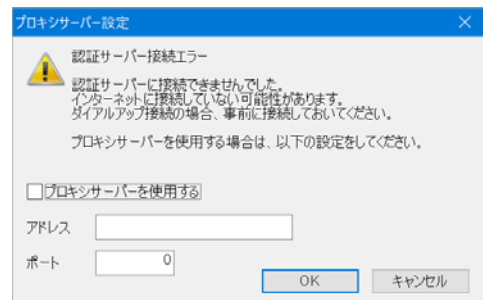 プロキシサーバー設定
認証サーバー接続エラー
認証サーバーに接続できませんでした。
インターネットに接続していない可能性があります。
ダイアルアップ接続の場合、事前に接続しておいてください。
プロキシサーバーを使用する場合は、以下の設定をしてください。
プロキシサーバーを使用する
アドレス
ポート 0
OK キャンセル